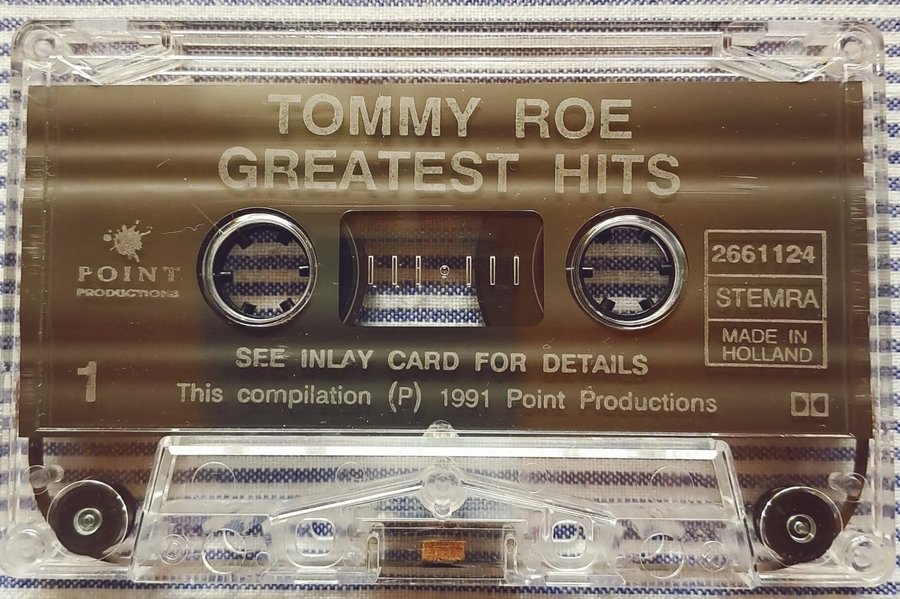 TOMMY ROE
GREATEST HITS
POINT
PRODUCTIONS
2661124
STEMRA
MADE IN
HOLLAND
1
SEE INLAY CARD FOR DETAILS
This compilation (P) 1991 Point Productions